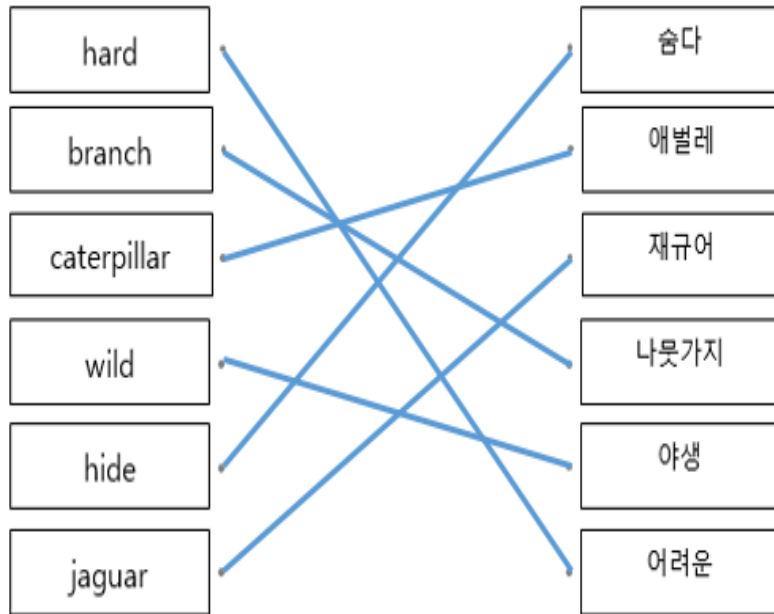 hard
숨다
branch
애벌레
caterpillar
재규어
wild
나뭇가지
hide
야생
jaguar
어려운